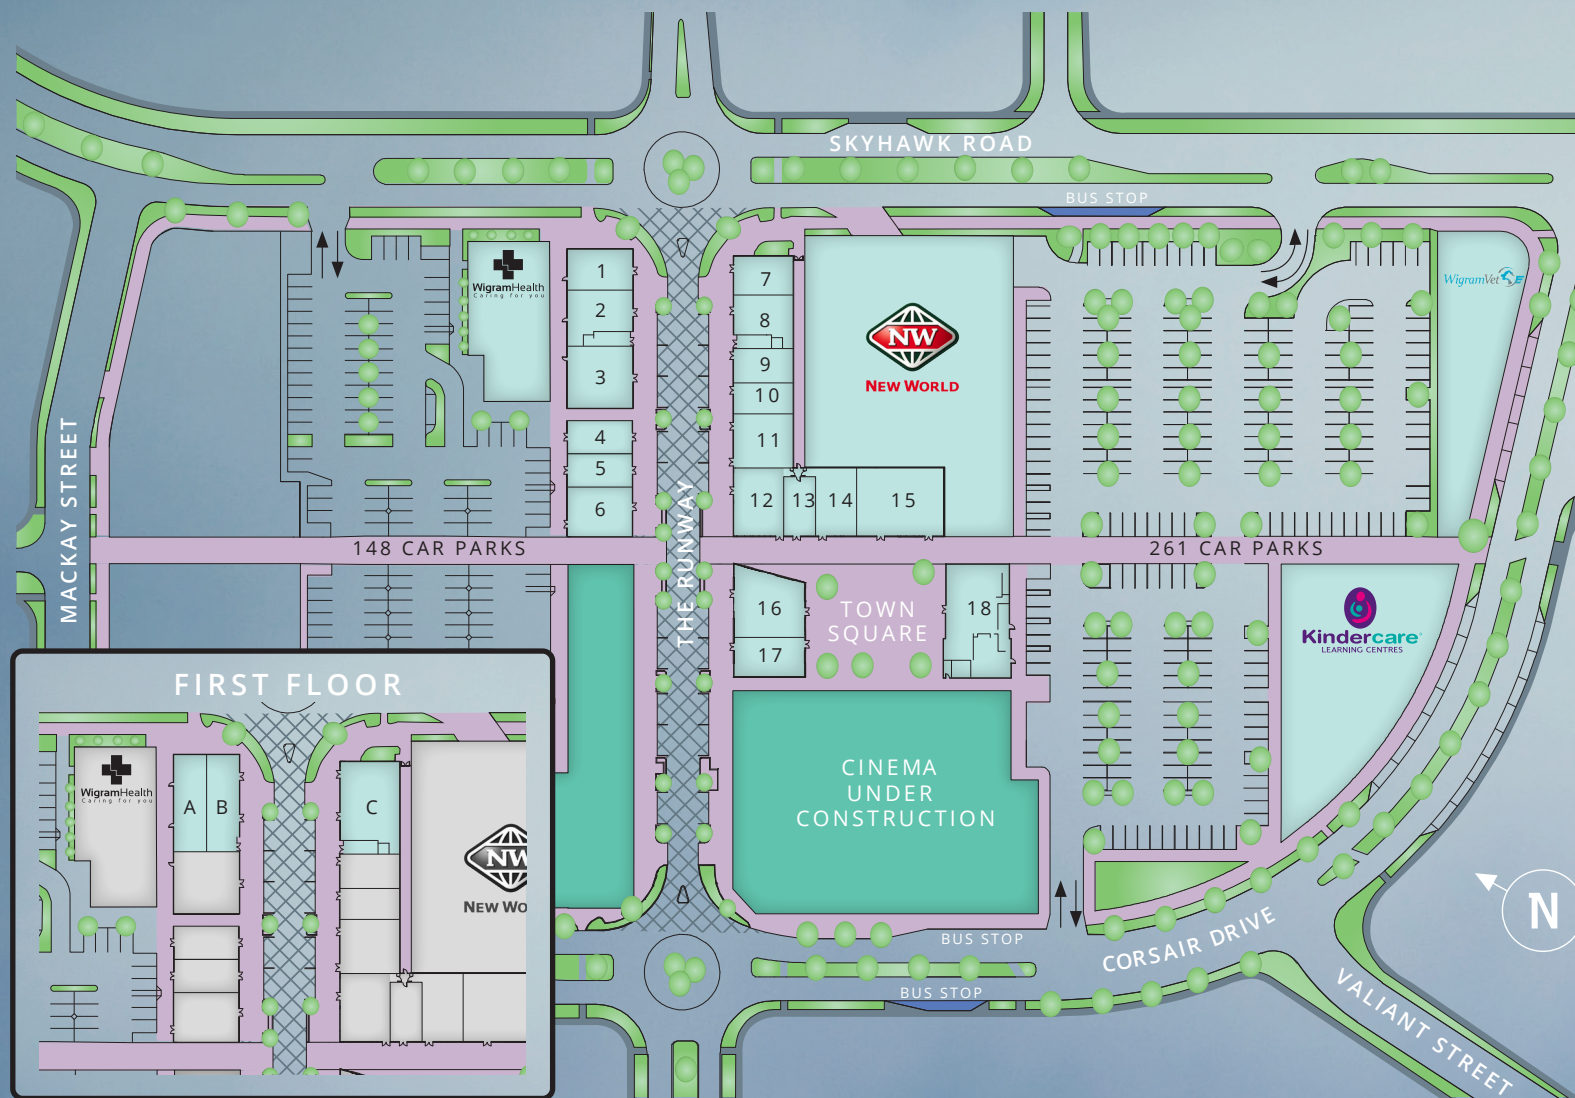 SKYHAWK ROAD
BUS STOP
WigramHealth
Caring for you
1
2
3
4
5
6
7
8
9
10
11
12
13
14
15
NW
NEW WORLD
WigramVet
MACKAY STREET
148 CAR PARKS
THE RUNWAY
261 CAR PARKS
16
17
TOWN
SQUARE
18
Kindercare
LEARNING CENTRES
CINEMA
UNDER
CONSTRUCTION
FIRST FLOOR
WigramHealth
Caring for you
A
B
C
NW
NEW WO
BUS STOP
BUS STOP
CORSAIR DRIVE
VALIANT STREET
N